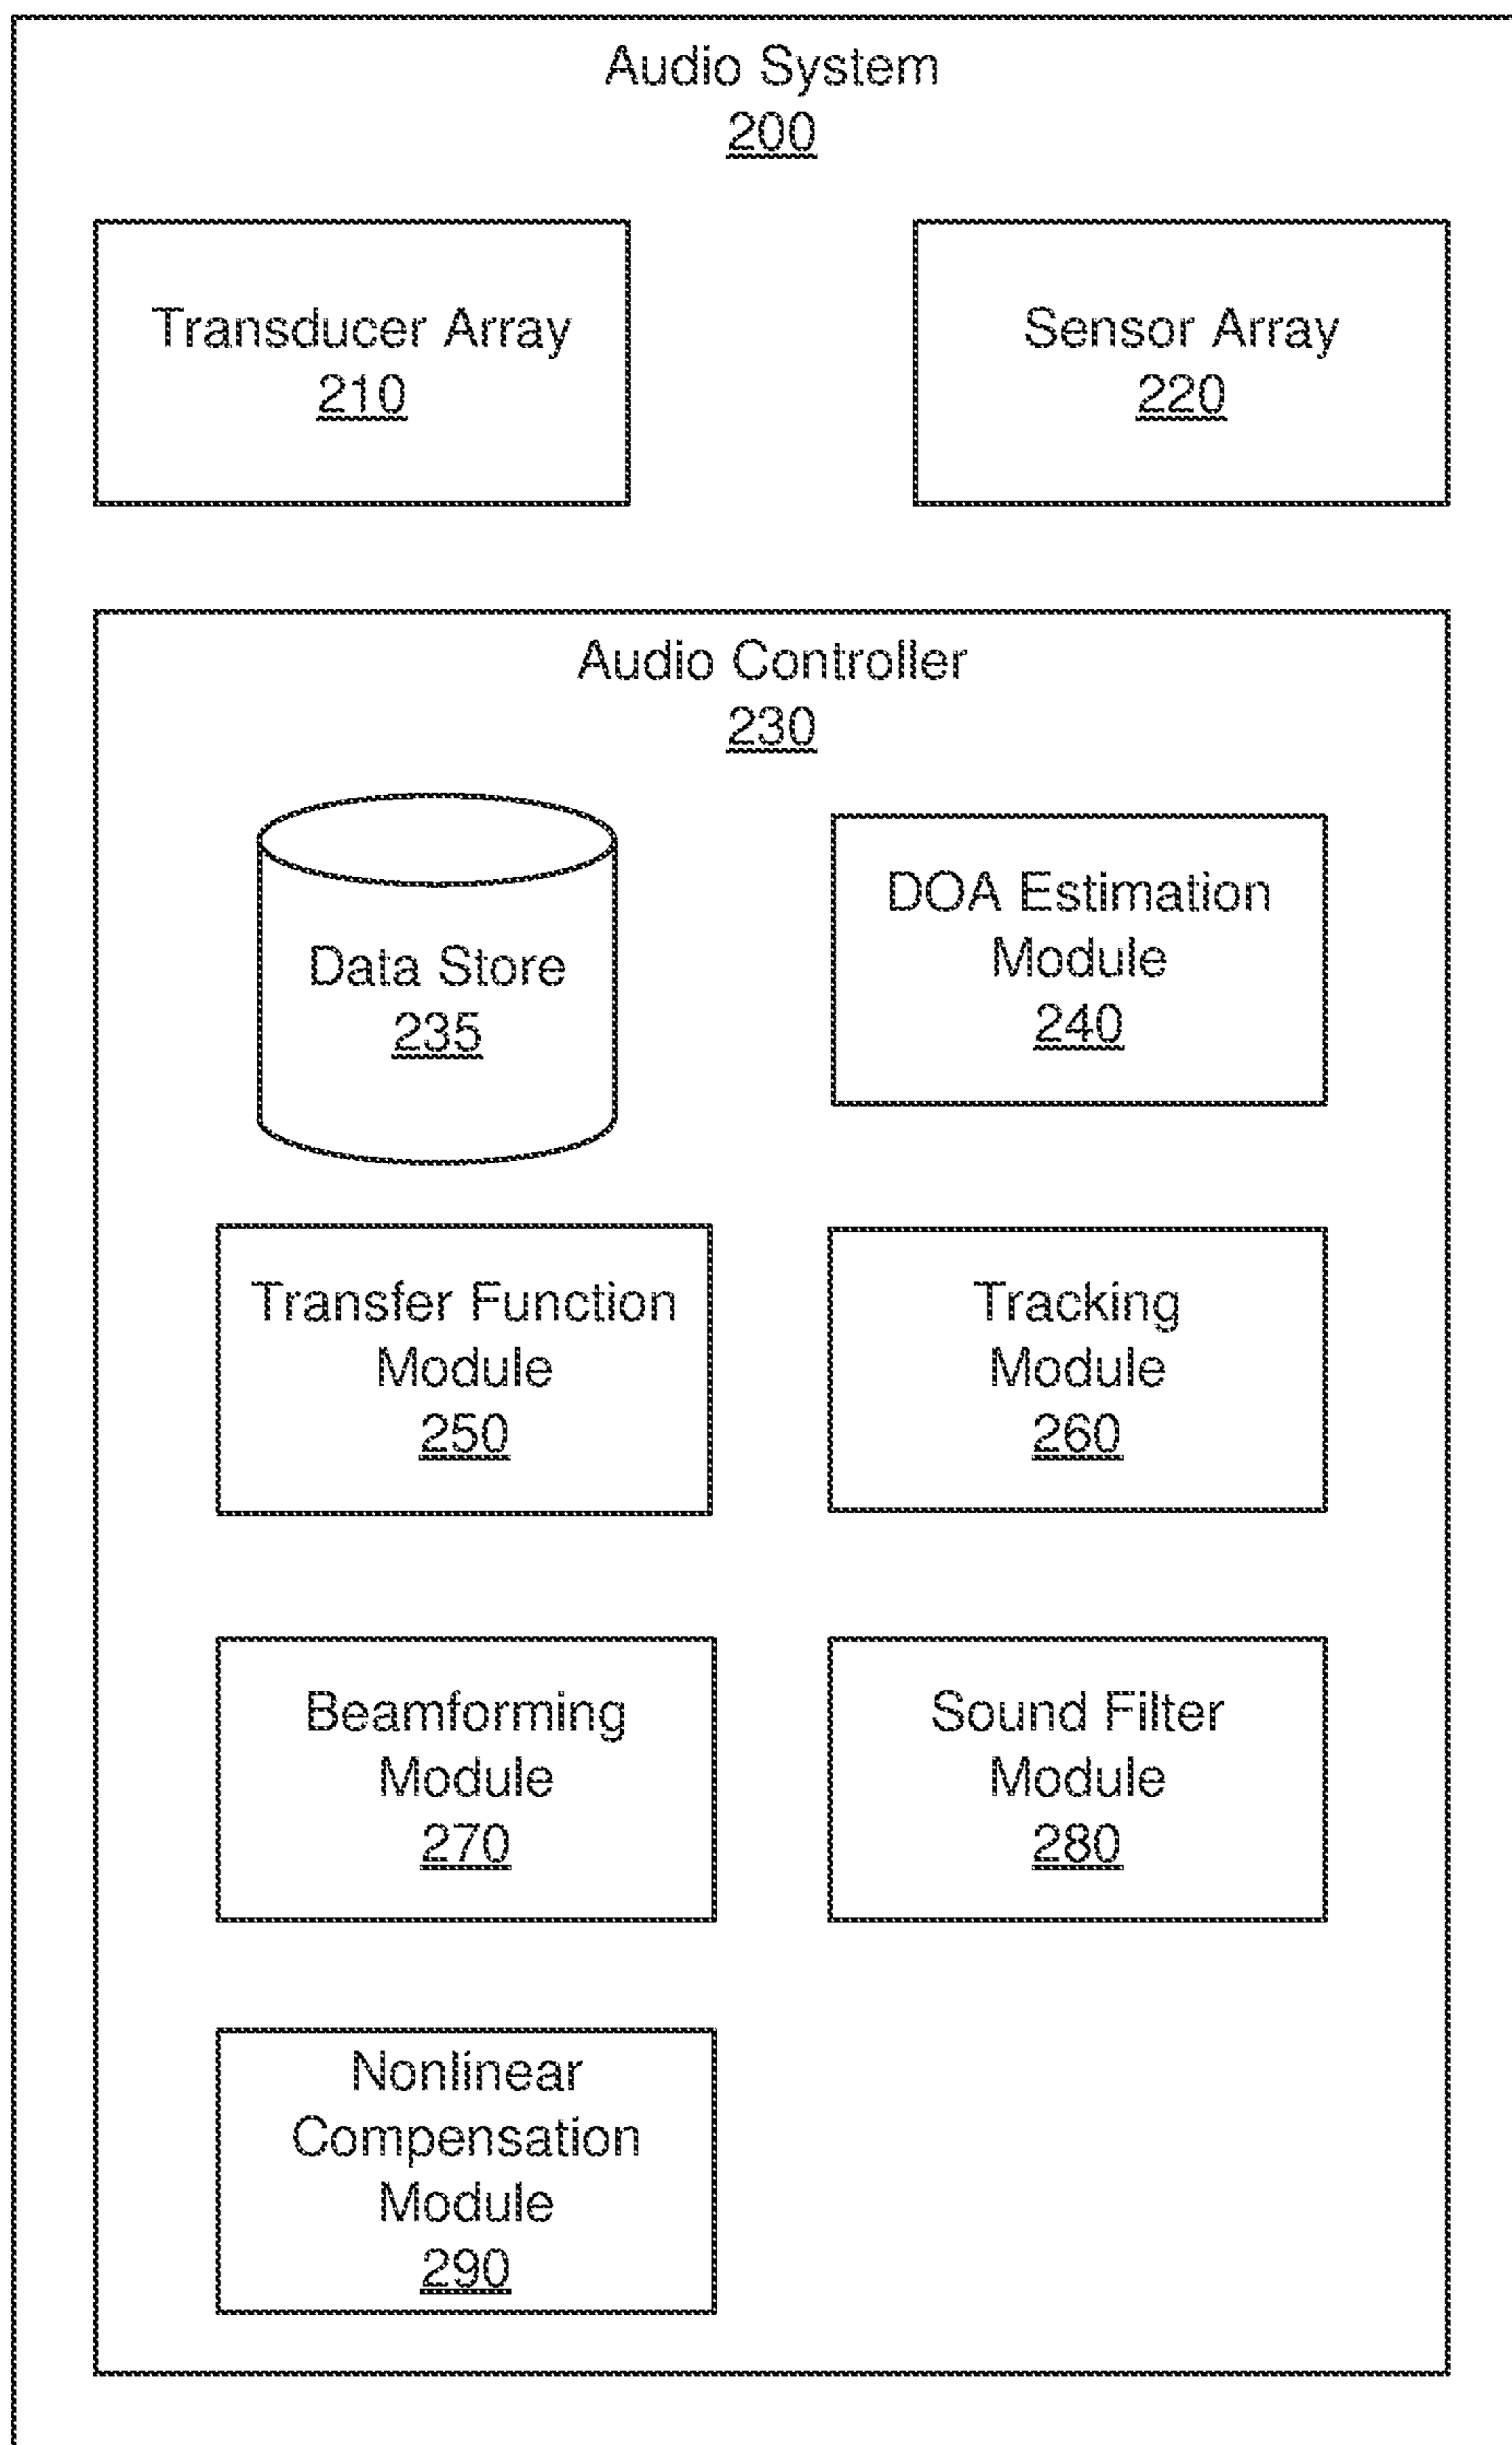 Audio System
200
Transducer Array
210
Sensor Array
220
Audio Controller
230
Data Store
235
DOA Estimation
Module
240
Transfer Function
Module
250
Tracking
Module
260
Beamforming
Module
270
Sound Filter
Module
280
Nonlinear
Compensation
Module
290